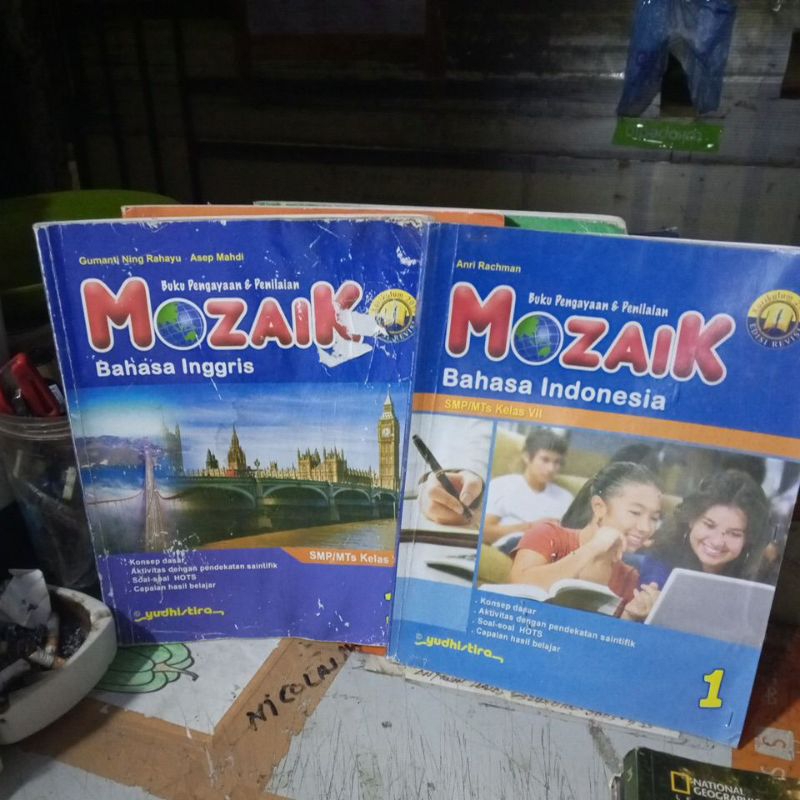 Gumanti Ning Rahayu - Asep Mahdi
Buku Pengayaan & Penilaian
MOZAIK
Bahasa Inggris
SMP/MTs Kelas
Konsep dasar
Aktivitas dengan pendekatan saintifik
Soal-soal HOTS
Capaian hasil belajar
yudhistira
Anri Rachman
Buku Pengayaan & Penilaian
MOZAIK
Bahasa Indonesia
SMP/MTs Kelas VII
Konsep dasar
Aktivitas dengan pendekatan saintifik
Soal-soal HOTS
Capaian hasil belajar
yudhistira
1
NATIONAL